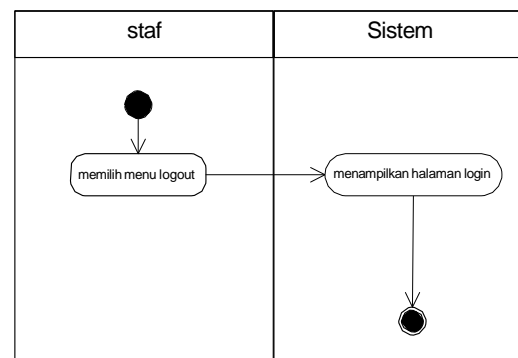 staf
Sistem
memilih menu logout
menampilkan halaman login